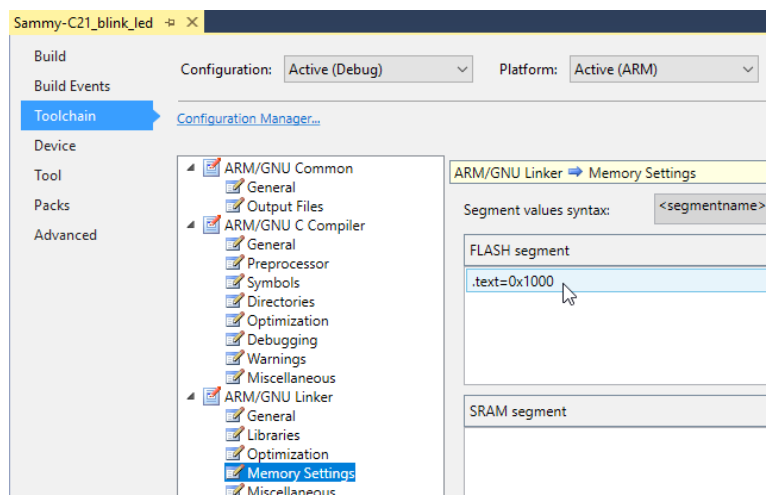 Sammy-C21_blink_led
Build
Build Events
Toolchain
Device
Tool
Packs
Advanced
Configuration: Active (Debug) Platform: Active (ARM)
Configuration Manager...
ARM/GNU Common
General
Output Files
ARM/GNU C Compiler
General
Preprocessor
Symbols
Directories
Optimization
Debugging
Warnings
Miscellaneous
ARM/GNU Linker
General
Libraries
Optimization
Memory Settings
Miscellaneous
ARM/GNU Linker ➡ Memory Settings
Segment values syntax: <segmentname>
FLASH segment
.text=0x1000
SRAM segment